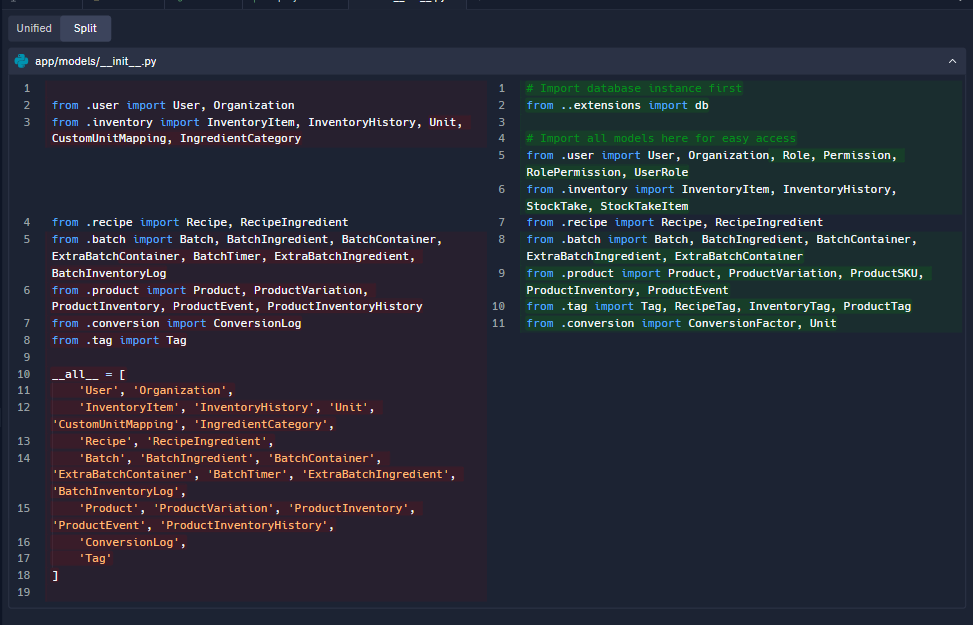 Unified Split
app/models/__init__.py
1
2 from .user import User, Organization
3 from .inventory import InventoryItem, InventoryHistory, Unit,
CustomUnitMapping, IngredientCategory
4 from .recipe import Recipe, RecipeIngredient
5 from .batch import Batch, BatchIngredient, BatchContainer,
ExtraBatchContainer, BatchTimer, ExtraBatchIngredient,
BatchInventoryLog
6 from .product import Product, ProductVariation,
ProductInventory, ProductEvent, ProductInventoryHistory
7 from .conversion import ConversionLog
8 from .tag import Tag
9
10 __all__ = [
11 'User', 'Organization',
12 'InventoryItem', 'InventoryHistory', 'Unit',
'CustomUnitMapping', 'IngredientCategory',
13 'Recipe', 'RecipeIngredient',
14 'Batch', 'BatchIngredient', 'BatchContainer',
'ExtraBatchContainer', 'BatchTimer', 'ExtraBatchIngredient',
'BatchInventoryLog',
15 'Product', 'ProductVariation', 'ProductInventory',
'ProductEvent', 'ProductInventoryHistory',
16 'ConversionLog',
17 'Tag'
18 ]
19
1 # Import database instance first
2 from ..extensions import db
3
4 # Import all models here for easy access
5 from .user import User, Organization, Role, Permission,
RolePermission, UserRole
6 from .inventory import InventoryItem, InventoryHistory,
StockTake, StockTakeItem
7 from .recipe import Recipe, RecipeIngredient
8 from .batch import Batch, BatchIngredient, BatchContainer,
ExtraBatchIngredient, ExtraBatchContainer
9 from .product import Product, ProductVariation, ProductSKU,
ProductInventory, ProductEvent
10 from .tag import Tag, RecipeTag, InventoryTag, ProductTag
11 from .conversion import ConversionFactor, Unit